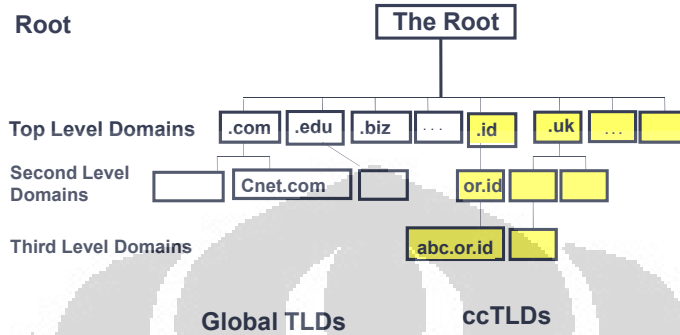 Root
The Root
Top Level Domains
.com
.edu
.biz
...
.id
.uk
...
Second Level
Domains
Cnet.com
or.id
Third Level Domains
abc.or.id
Global TLDs
ccTLDs